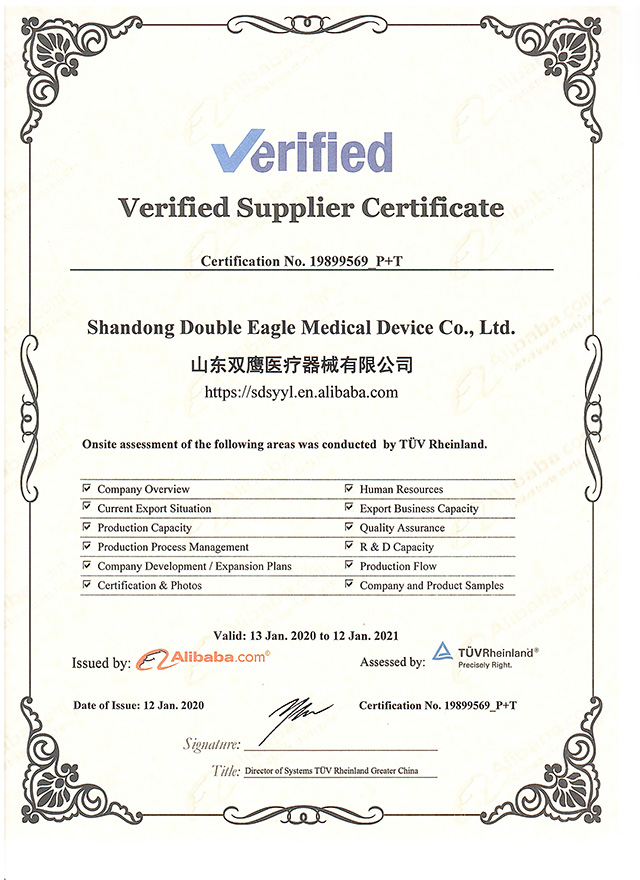 Verified
Verified Supplier Certificate
Certification No. 19899569_P+T
Shandong Double Eagle Medical Device Co., Ltd.
山东双鹰医疗器械有限公司
https://sdsyyl.en.alibaba.com
Onsite assessment of the following areas was conducted by TÜV Rheinland.
Company Overview
Human Resources
Current Export Situation
Export Business Capacity
Production Capacity
Quality Assurance
Production Process Management
R & D Capacity
Company Development / Expansion Plans
Production Flow
Certification & Photos
Company and Product Samples
Valid: 13 Jan. 2020 to 12 Jan. 2021
Issued by: Alibaba.com®
Assessed by: TÜVRheinland®
Precisely Right.
Date of Issue: 12 Jan. 2020
Certification No. 19899569_P+T
Signature:
Title: Director of Systems TÜV Rheinland Greater China